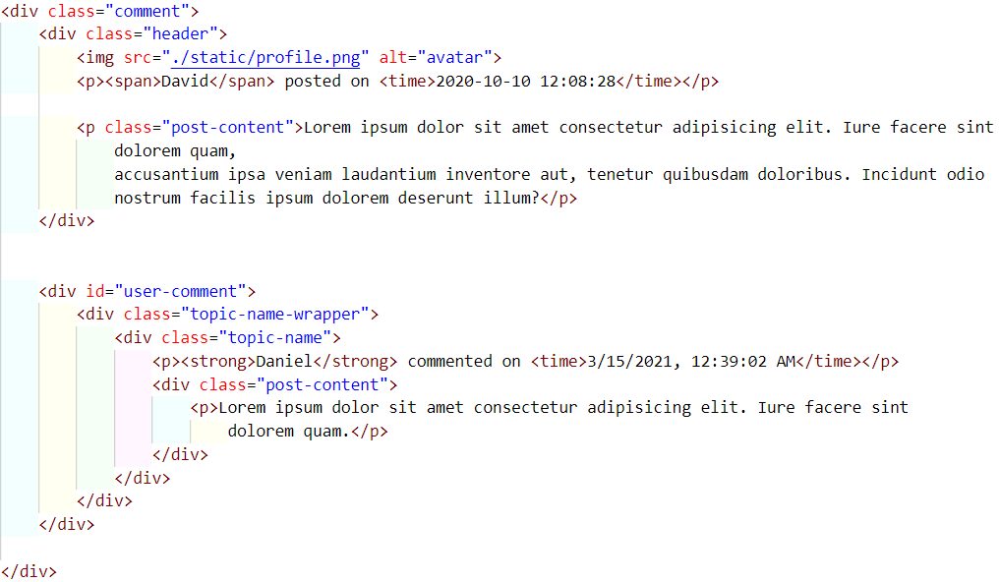 <div class="comment">
<div class="header">
<img src="./static/profile.png" alt="avatar">
<p><span>David</span> posted on <time>2020-10-10 12:08:28</time></p>
<p class="post-content">Lorem ipsum dolor sit amet consectetur adipisicing elit. Iure facere sint
dolorem quam,
accusantium ipsa veniam laudantium inventore aut, tenetur quibusdam doloribus. Incidunt odio
nostrum facilis ipsum dolorem deserunt illum?</p>
</div>
<div id="user-comment">
<div class="topic-name-wrapper">
<div class="topic-name">
<p><strong>Daniel</strong> commented on <time>3/15/2021, 12:39:02 AM</time></p>
<div class="post-content">
<p>Lorem ipsum dolor sit amet consectetur adipisicing elit. Iure facere sint
dolorem quam.</p>
</div>
</div>
</div>
</div>
</div>